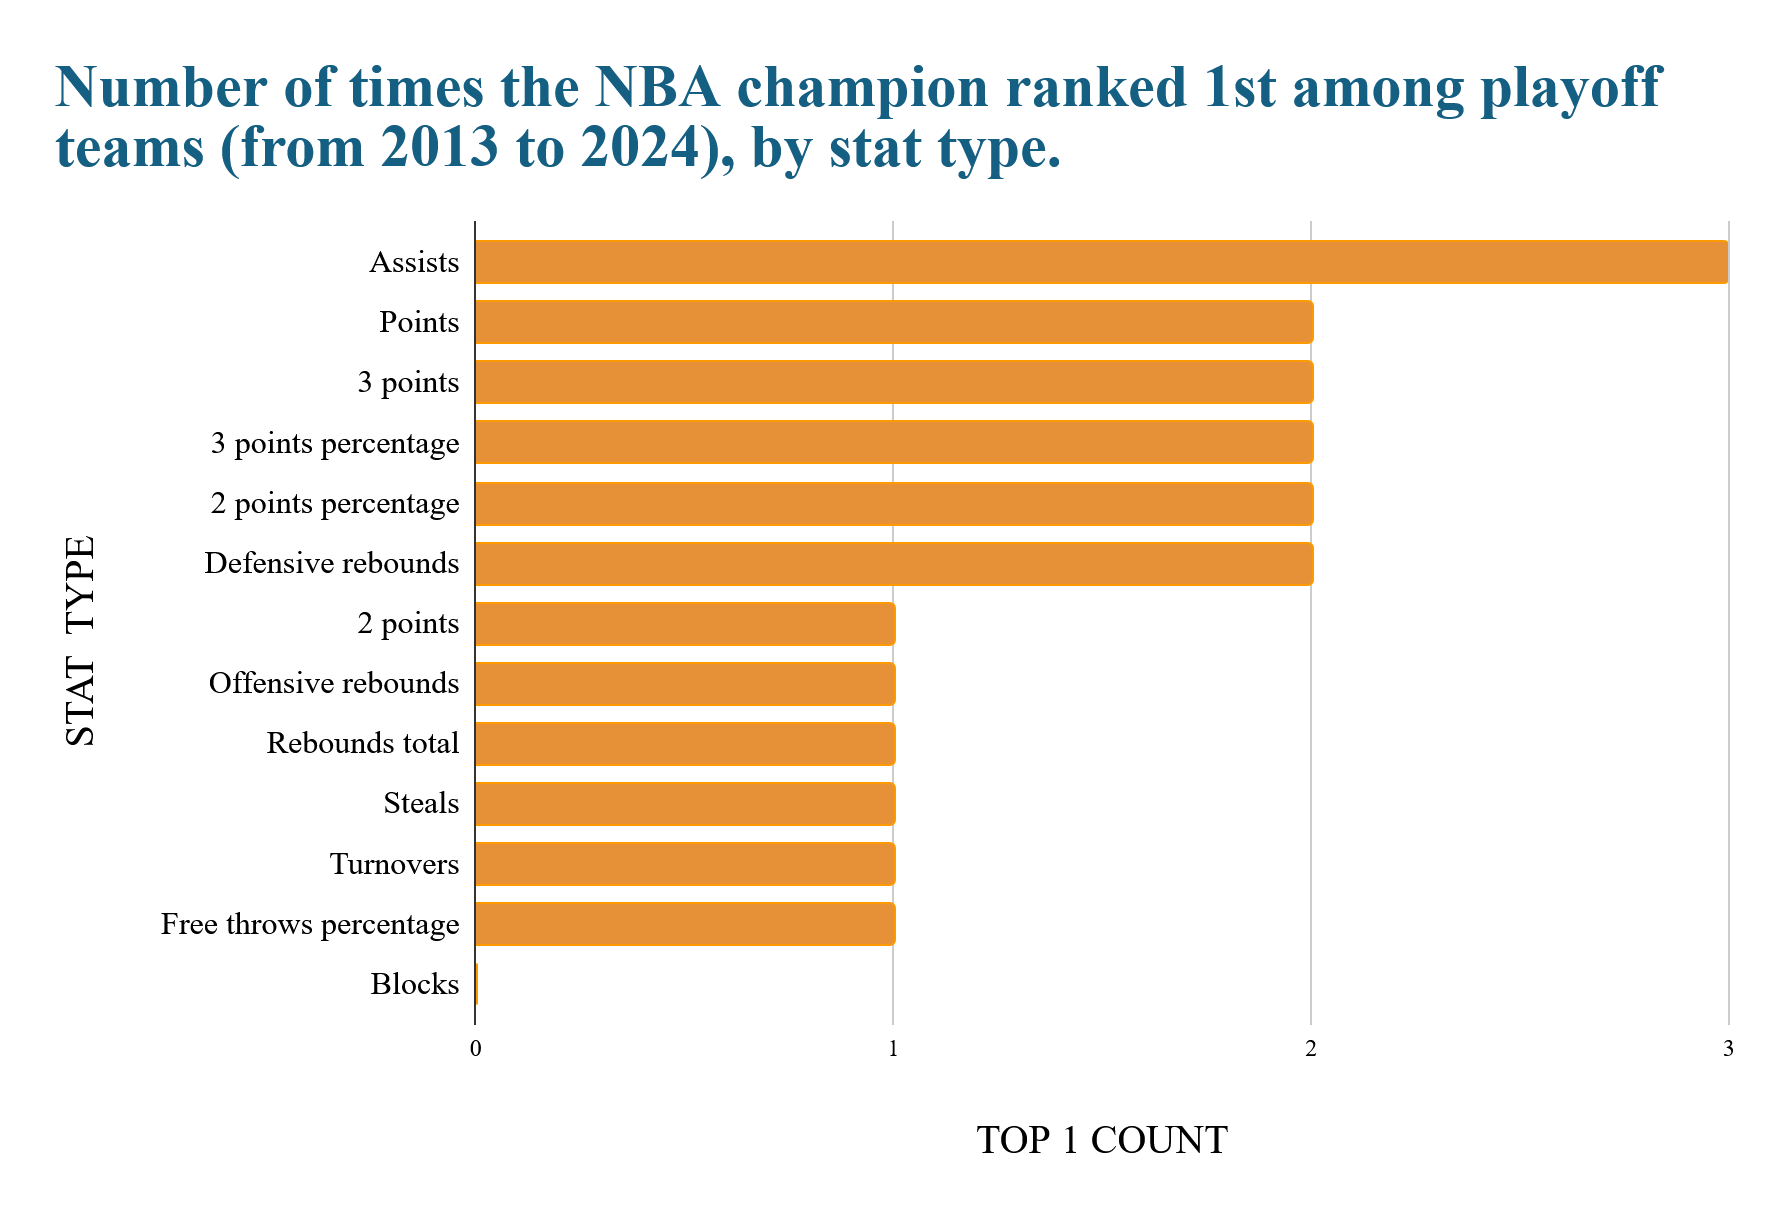 Number of times the NBA champion ranked 1st among playoff
teams (from 2013 to 2024), by stat type.
STAT TYPE
Assists
Points
3 points
3 points percentage
2 points percentage
Defensive rebounds
2 points
Offensive rebounds
Rebounds total
Steals
Turnovers
Free throws percentage
Blocks
0 1 2 3
TOP 1 COUNT